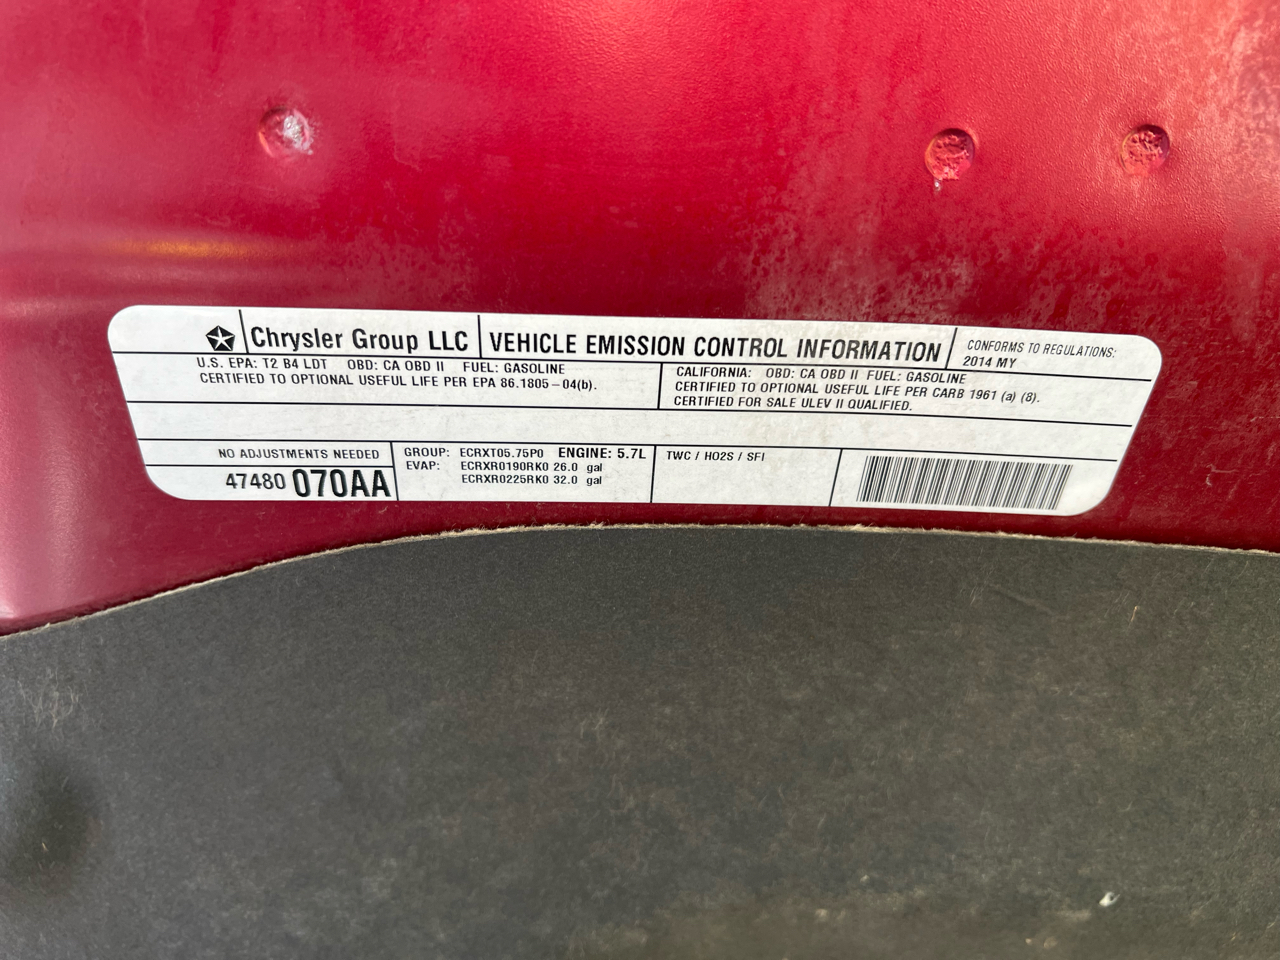 Chrysler Group LLC VEHICLE EMISSION CONTROL INFORMATION
CONFORMS TO REGULATIONS:
2014 MY
U.S. EPA: T2 B4 LDT OBD: CA OBD II FUEL: GASOLINE
CERTIFIED TO OPTIONAL USEFUL LIFE PER EPA 86.1805-04(b).
CALIFORNIA: OBD: CA OBD II FUEL: GASOLINE
CERTIFIED TO OPTIONAL USEFUL LIFE PER CARB 1961 (a) (8).
CERTIFIED FOR SALE ULEV II QUALIFIED.
NO ADJUSTMENTS NEEDED
47480 070AA
GROUP: ECRXT05.75P0 ENGINE: 5.7L
EVAP: ECRXR0190RK0 26.0 gal
ECRXR0225RK0 32.0 gal
TWC / HO2S / SFI